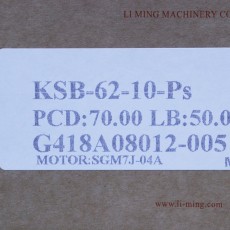 LI MING MACHINERY CO
KSB-62-10-Ps
PCD:70.00 LB:50.0
G418A08012-005
MOTOR:SGM7J-04A
www.li-ming.com